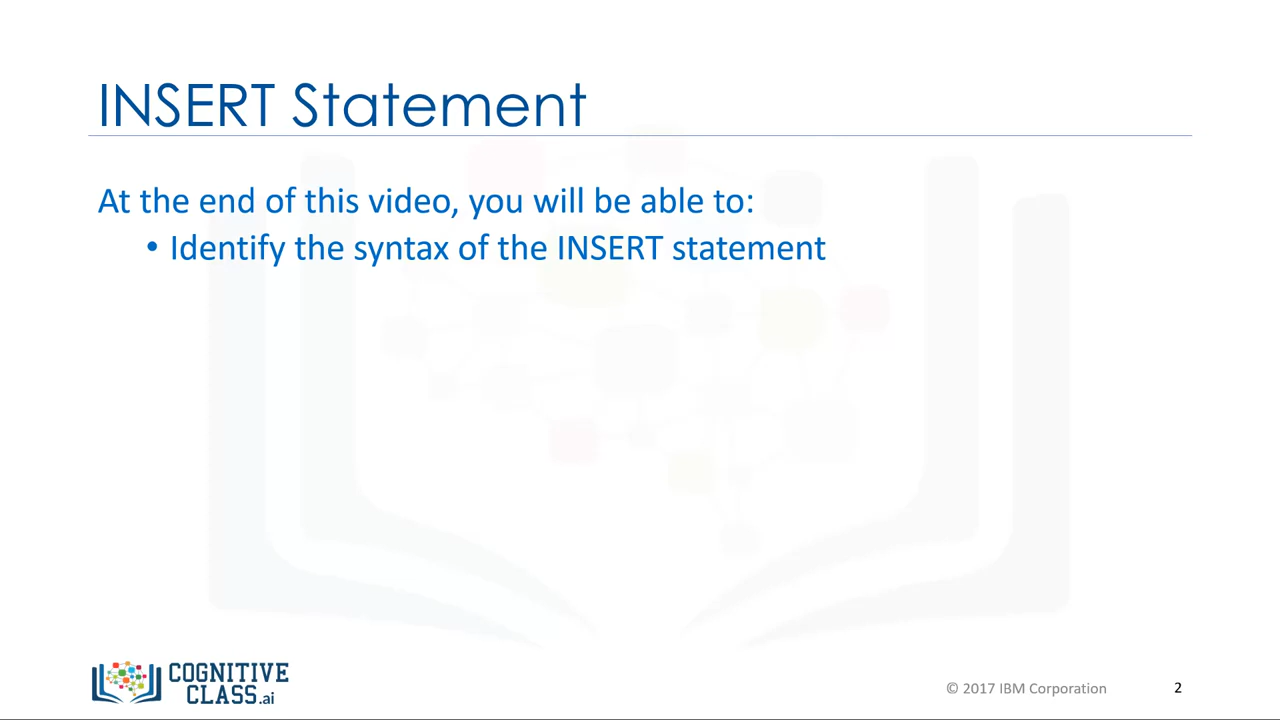 INSERT Statement
At the end of this video, you will be able to:
• Identify the syntax of the INSERT statement
COGNITIVE
CLASS.ai
© 2017 IBM Corporation
2